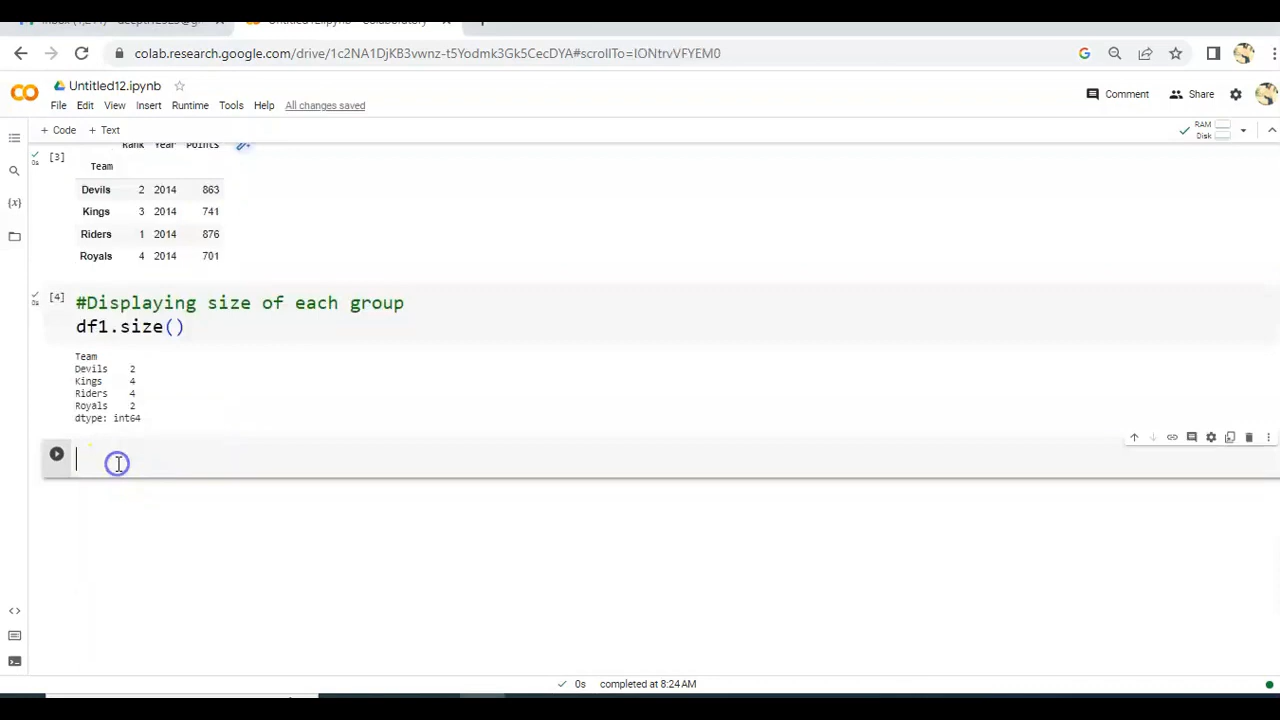 colab.research.google.com/drive/1c2NA1DjKB3vwnz-t5Yodmk3Gk5CecDYA#scrollTo=IONtrvVFYEM0
Untitled12.ipynb
Comment
Share
File Edit View Insert Runtime Tools Help All changes saved
+ Code + Text
RAM
Disk
[3]
Rank Year Points
Team
Devils 2 2014 863
Kings 3 2014 741
Riders 1 2014 876
Royals 4 2014 701
0s
[4]
#Displaying size of each group
0s
df1.size()
Team
Devils 2
Kings 4
Riders 4
Royals 2
dtype: int64
0s completed at 8:24 AM